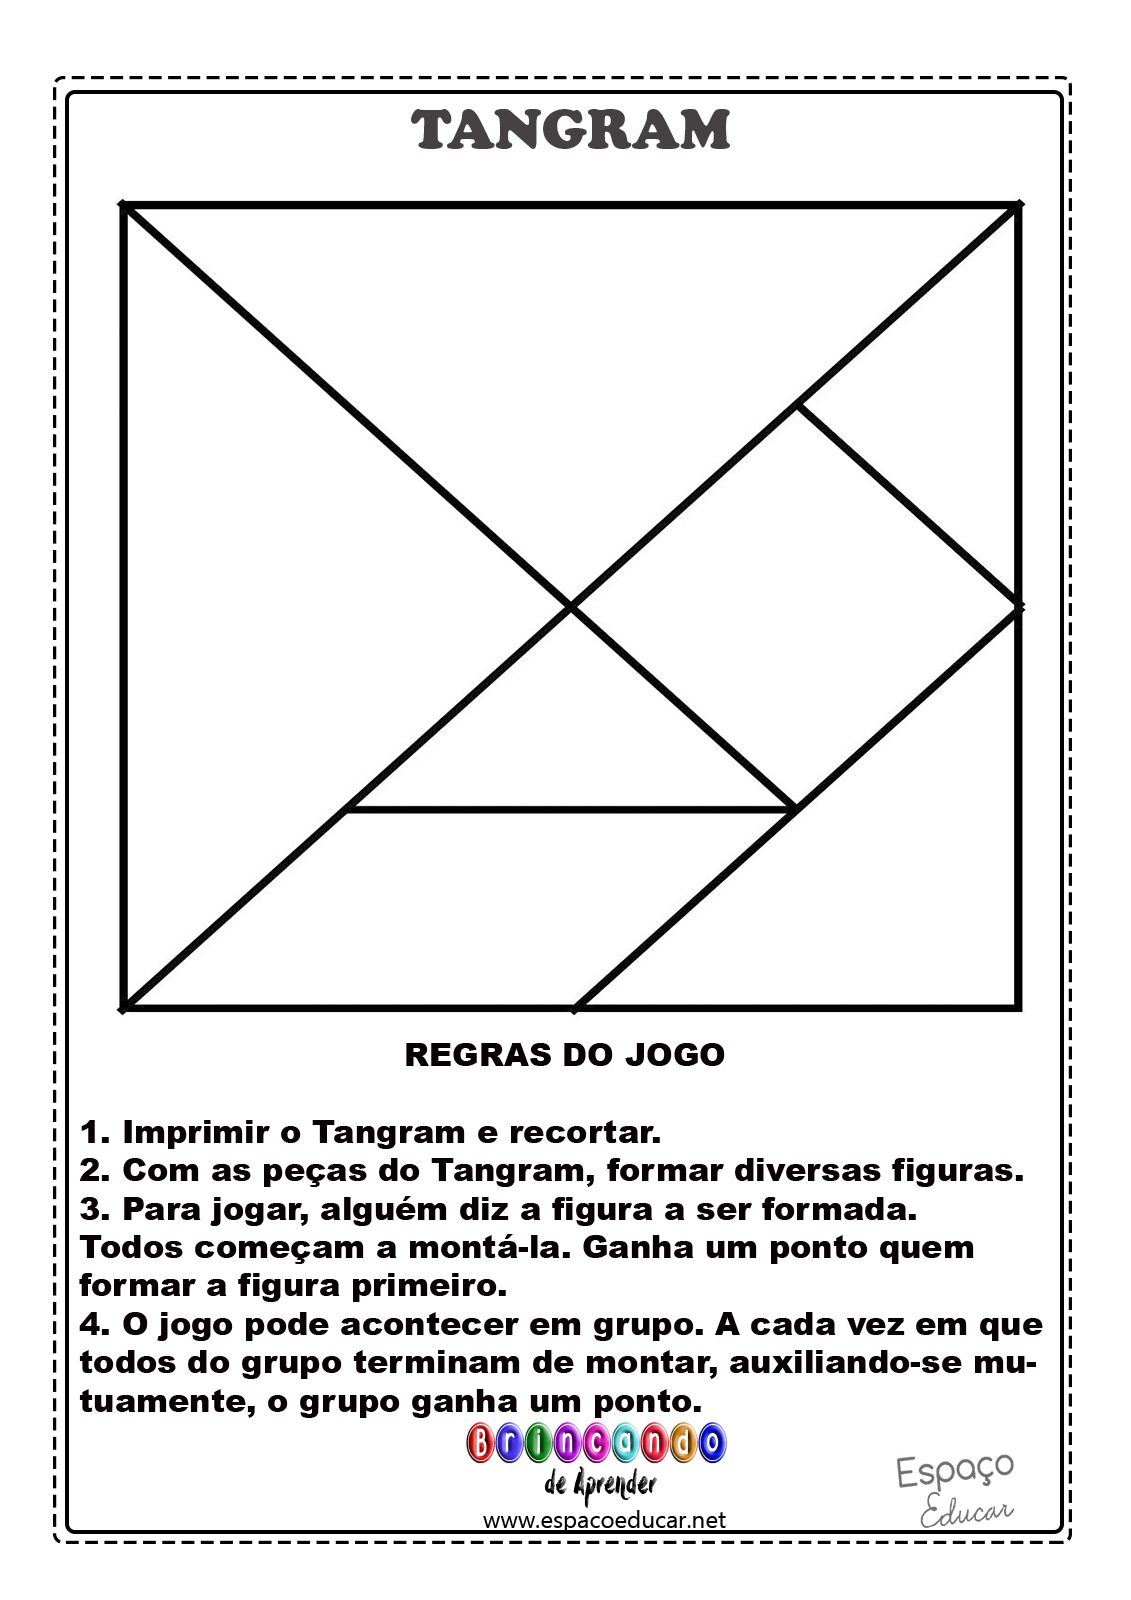 TANGRAM
REGRAS DO JOGO
1. Imprimir o Tangram e recortar.
2. Com as peças do Tangram, formar diversas figuras.
3. Para jogar, alguém diz a figura a ser formada.
Todos começam a montá-la. Ganha um ponto quem
formar a figura primeiro.
4. O jogo pode acontecer em grupo. A cada vez em que
todos do grupo terminam de montar, auxiliando-se mu-
tuamente, o grupo ganha um ponto.
Brincando
de Aprender
www.espacoeducar.net
Espaço
Educar